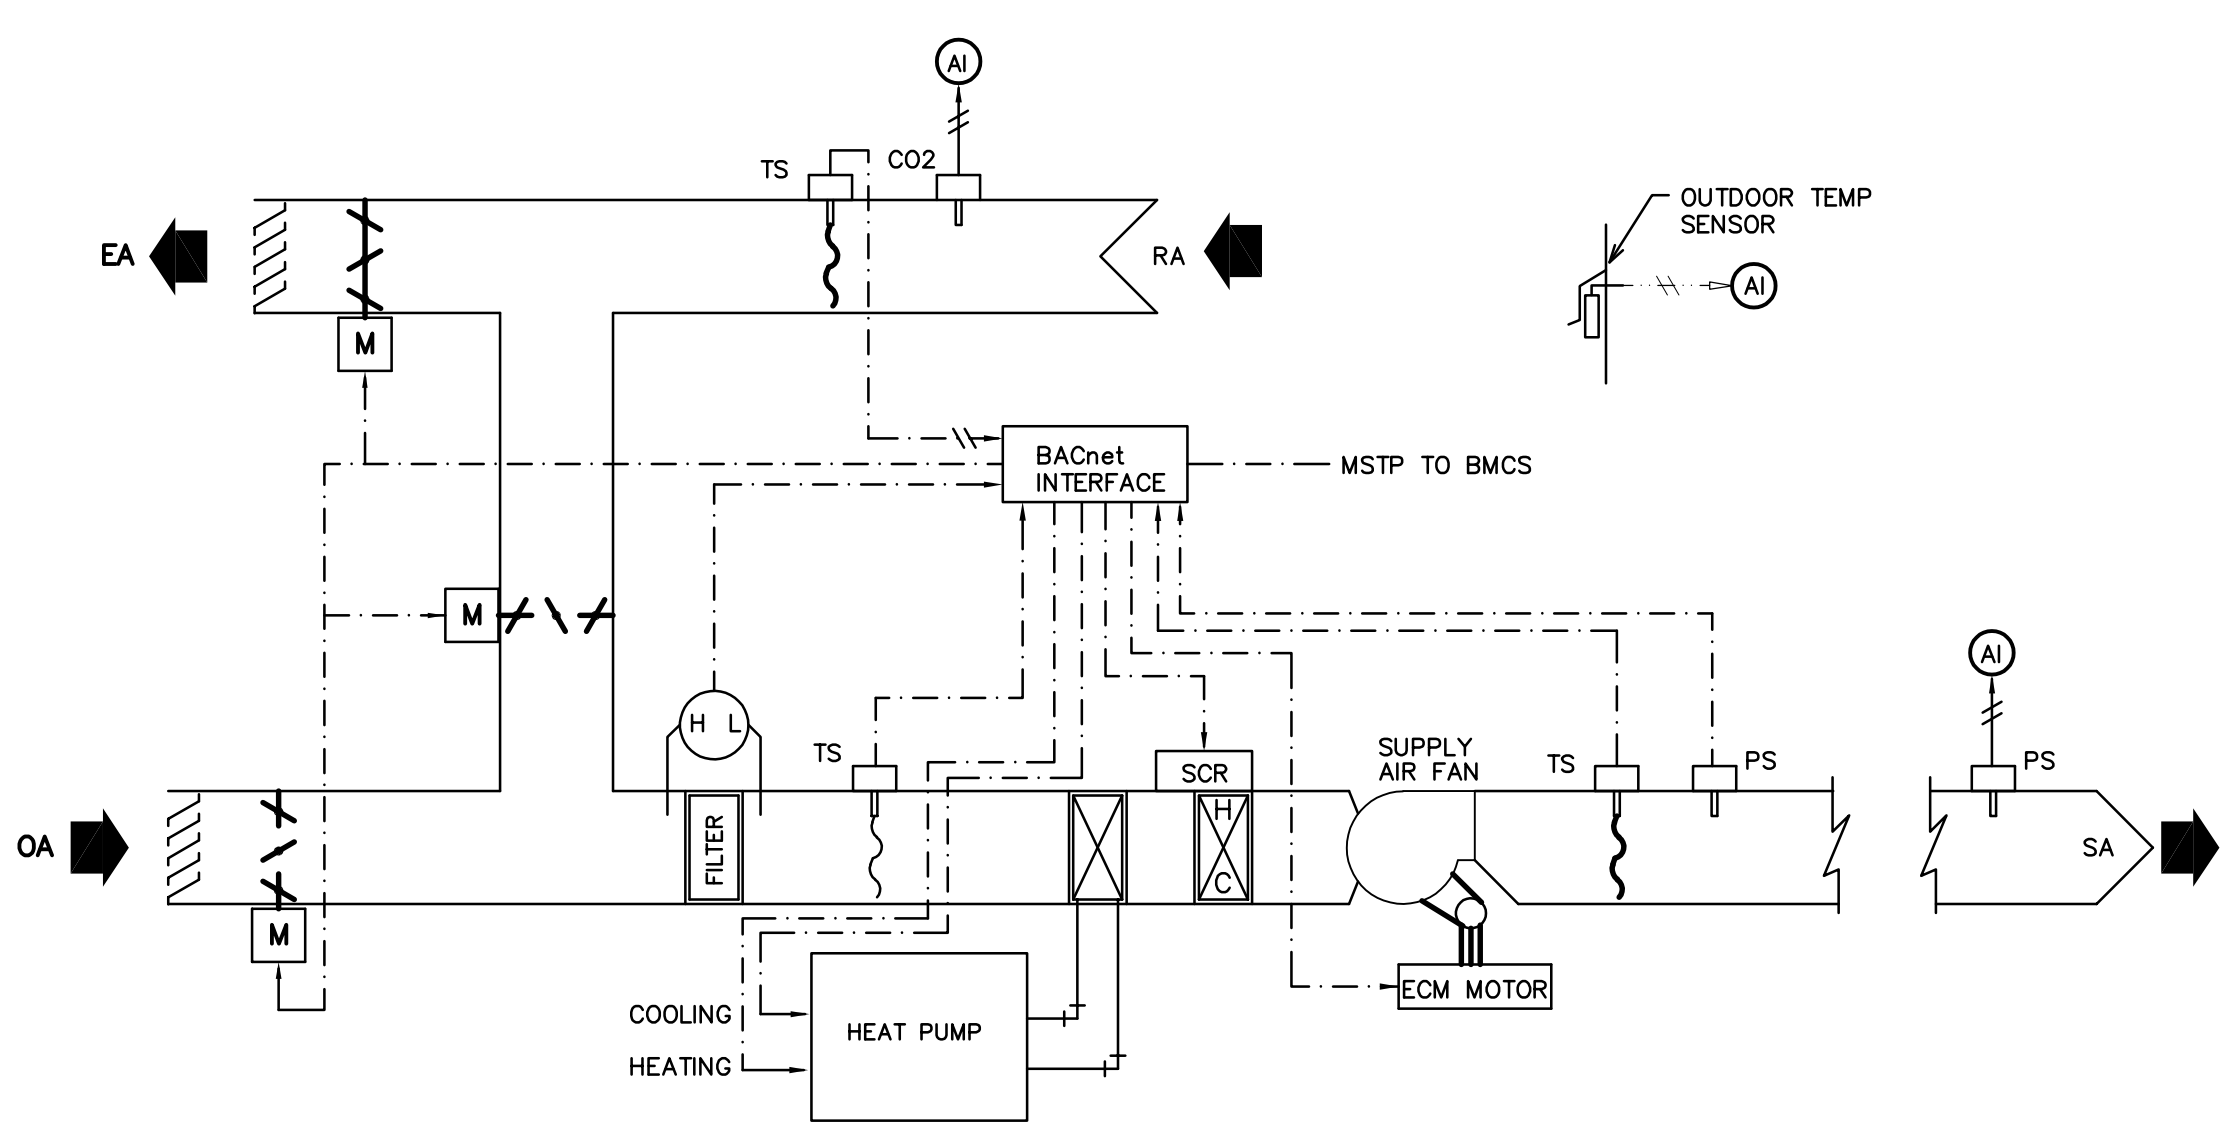 AI
TS
CO2
OUTDOOR TEMP
SENSOR
EA
RA
AI
M
BACnet
INTERFACE
MSTP TO BMCS
M
AI
H L
TS
SUPPLY
AIR FAN
TS
PS
PS
SCR
OA
FILTER
H
C
SA
M
ECM MOTOR
COOLING
HEAT PUMP
HEATING